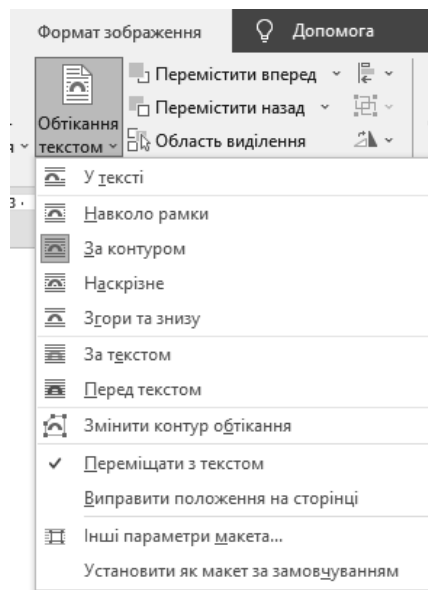 Формат зображення
Допомога
Обтікання текстом
Перемістити вперед
Перемістити назад
Область виділення
3
У тексті
Навколо рамки
За контуром
Наскрізне
Згори та знизу
За текстом
Перед текстом
Змінити контур обтікання
Переміщати з текстом
Виправити положення на сторінці
Інші параметри макета...
Установити як макет за замовчуванням